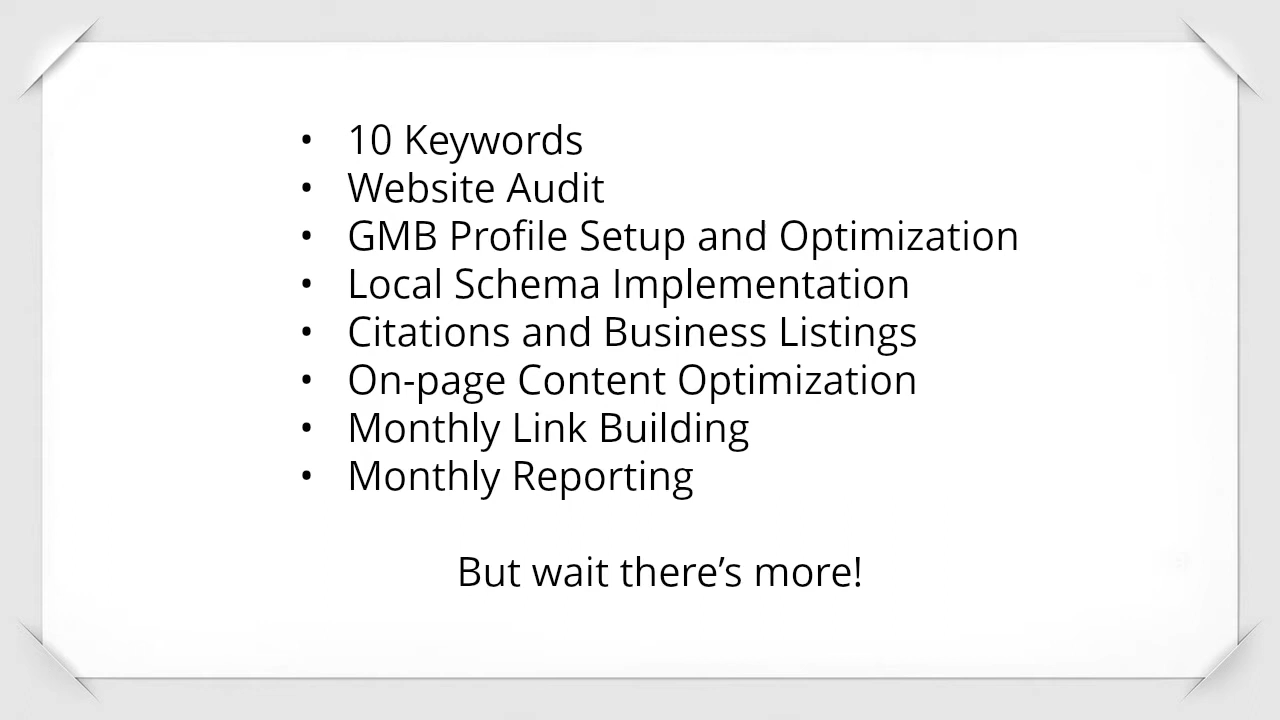 • 10 Keywords
• Website Audit
• GMB Profile Setup and Optimization
• Local Schema Implementation
• Citations and Business Listings
• On-page Content Optimization
• Monthly Link Building
• Monthly Reporting
But wait there’s more!